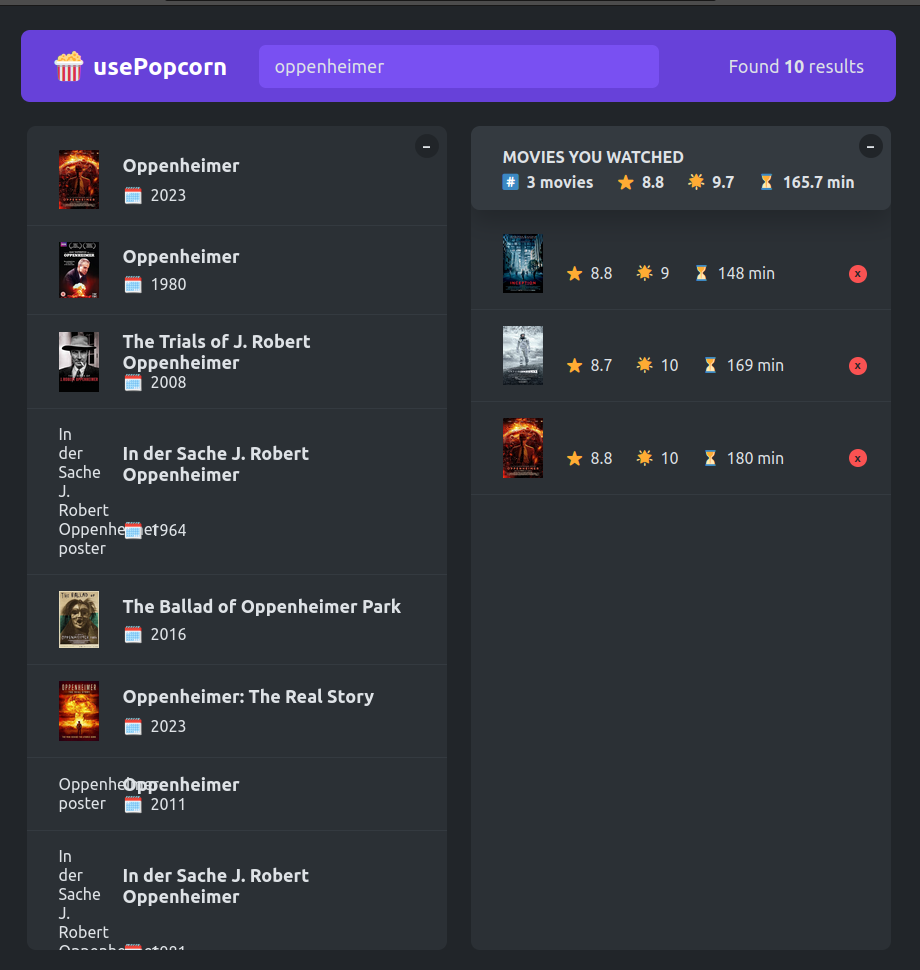 usePopcorn
oppenheimer
Found 10 results
Oppenheimer
2023
Oppenheimer
1980
The Trials of J. Robert
Oppenheimer
2008
In
der
Sache
J.
Robert
Oppenheimer
poster
In der Sache J. Robert
Oppenheimer
1964
The Ballad of Oppenheimer Park
2016
Oppenheimer: The Real Story
2023
Oppenheimer
poster
Oppenheimer
2011
In
der
Sache
J.
Robert
Oppenheimer
In der Sache J. Robert
Oppenheimer
1981
MOVIES YOU WATCHED
# 3 movies 8.8 9.7 165.7 min
8.8 9 148 min
x
8.7 10 169 min
x
8.8 10 180 min
x